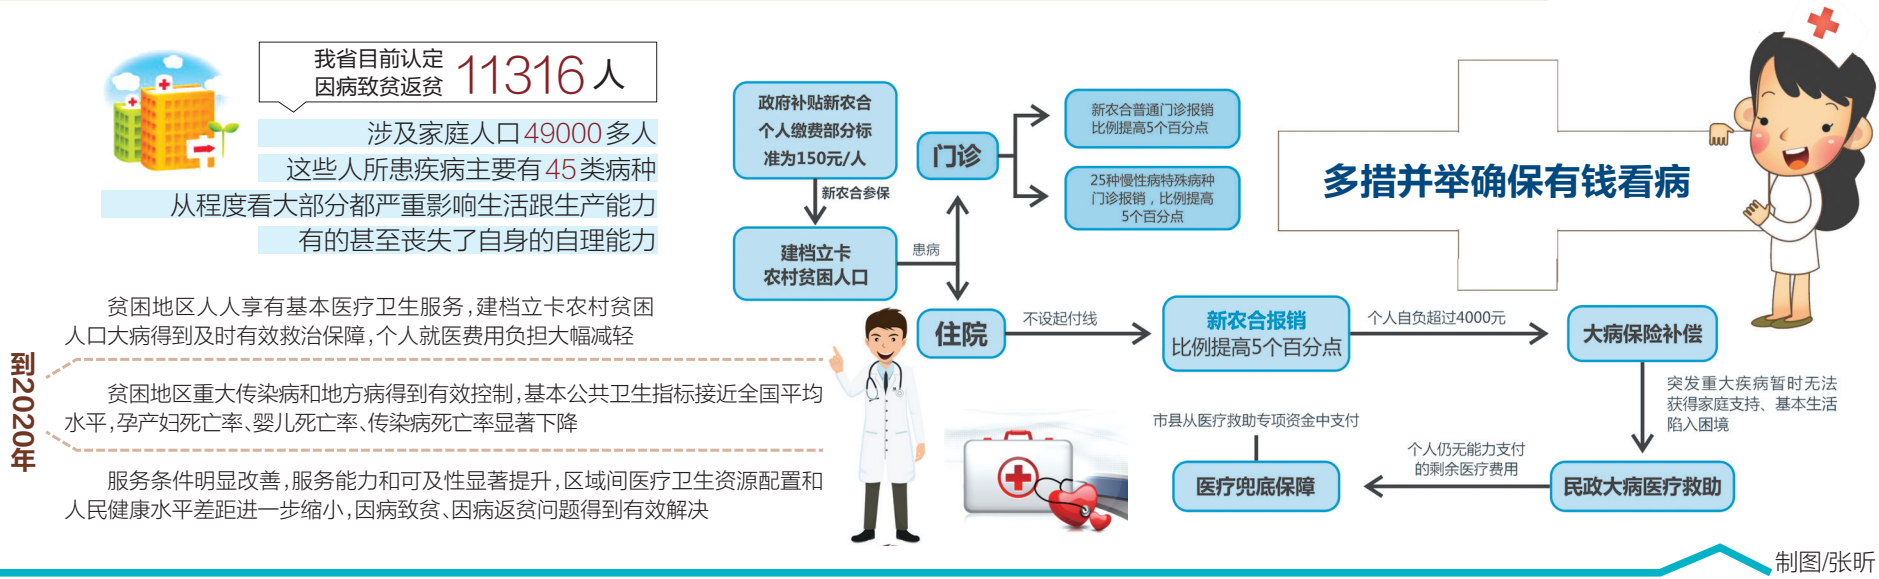 我省目前认定
因病致贫返贫 11316 人
涉及家庭人口49000多人
这些人所患疾病主要有45类病种
从程度看大部分都严重影响生活跟生产能力
有的甚至丧失了自身的自理能力
到2020年
贫困地区人人享有基本医疗卫生服务,建档立卡农村贫困
人口大病得到及时有效救治保障,个人就医费用负担大幅减轻
贫困地区重大传染病和地方病得到有效控制,基本公共卫生指标接近全国平均
水平,孕产妇死亡率、婴儿死亡率、传染病死亡率显著下降
服务条件明显改善,服务能力和可及性显著提升,区域间医疗卫生资源配置和
人民健康水平差距进一步缩小,因病致贫、因病返贫问题得到有效解决
多措并举确保有钱看病
政府补贴新农合
个人缴费部分标
准为150元/人
新农合参保
建档立卡
农村贫困人口
患病
门诊
新农合普通门诊报销
比例提高5个百分点
25种慢性病特殊病种
门诊报销，比例提高
5个百分点
住院
不设起付线
新农合报销
比例提高5个百分点
个人自负超过4000元
大病保险补偿
突发重大疾病暂时无法
获得家庭支持、基本生活
陷入困境
民政大病医疗救助
个人仍无能力支付
的剩余医疗费用
医疗兜底保障
市县从医疗救助专项资金中支付
制图/张昕